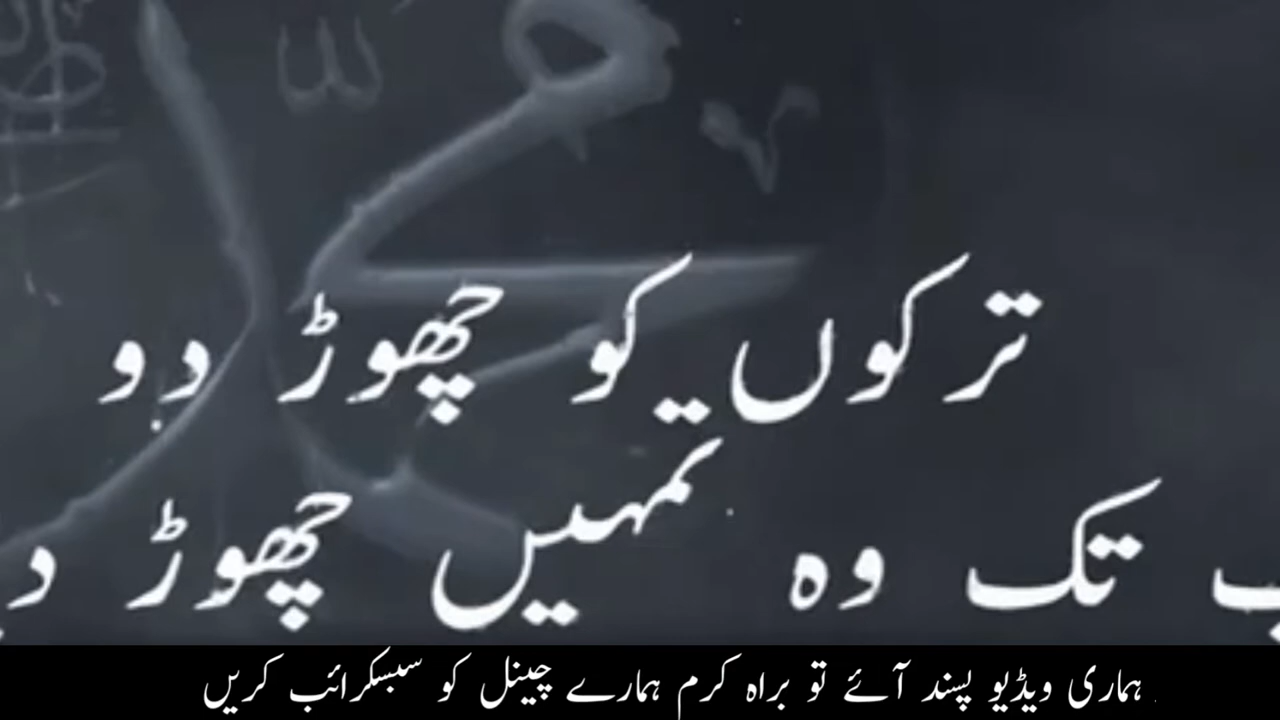 ترکوں کو چھوڑ دو
تک وہ تمہیں چھوڑ
ہماری ویڈیو پسند آئے تو براہ کرم ہمارے چینل کو سبسکرائب کریں